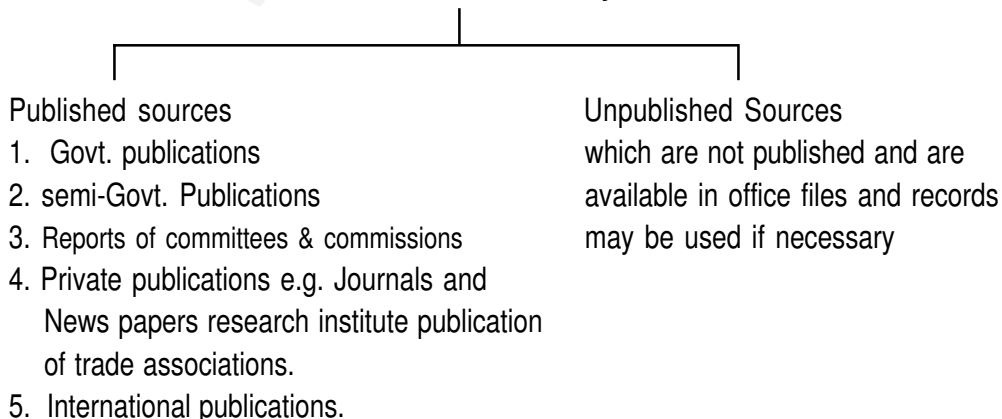 Published sources
1. Govt. publications
2. semi-Govt. Publications
3. Reports of committees & commissions
4. Private publications e.g. Journals and
News papers research institute publication
of trade associations.
5. International publications.
Unpublished Sources
which are not published and are
available in office files and records
may be used if necessary